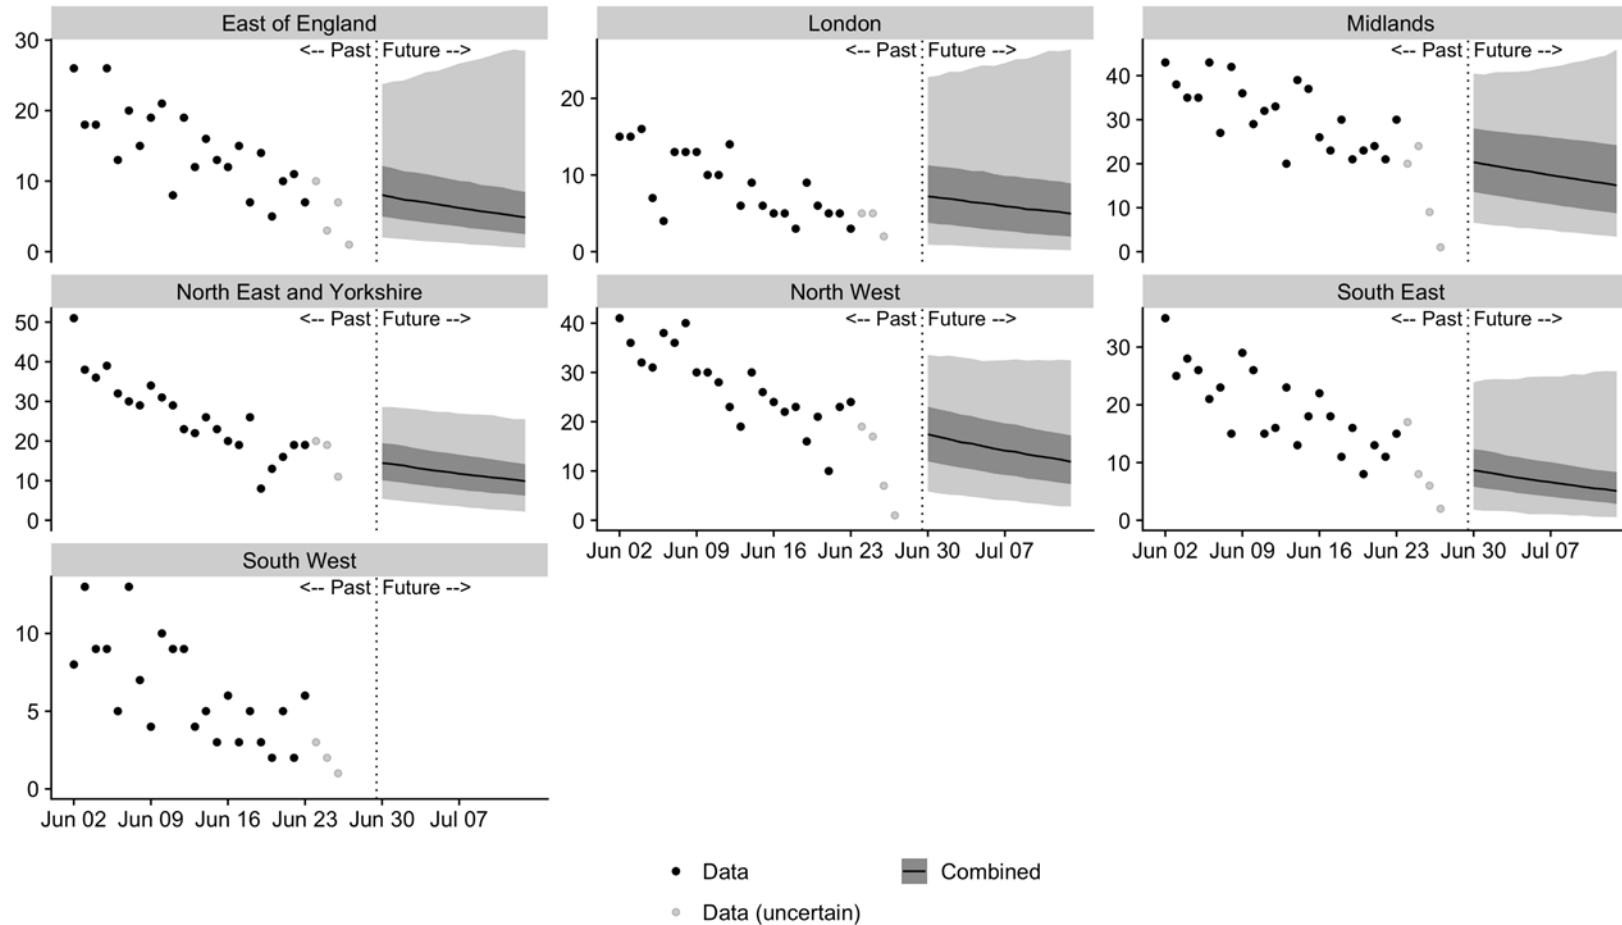 East of England
London
Midlands
<-- Past Future -->
<-- Past Future -->
<-- Past Future -->
30
20
10
0
20
10
0
40
30
20
10
0
North East and Yorkshire
North West
South East
<-- Past Future -->
<-- Past Future -->
<-- Past Future -->
50
40
30
20
10
0
40
30
20
10
0
30
20
10
0
Jun 02 Jun 09 Jun 16 Jun 23 Jun 30 Jul 07
Jun 02 Jun 09 Jun 16 Jun 23 Jun 30 Jul 07
South West
<-- Past Future -->
10
5
0
Jun 02 Jun 09 Jun 16 Jun 23 Jun 30 Jul 07
Data
Combined
Data (uncertain)